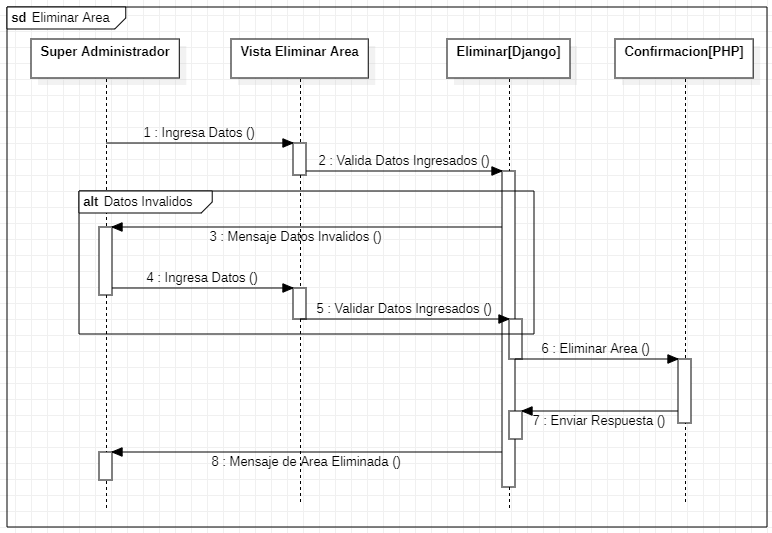 sd Eliminar Area
Super Administrador
Vista Eliminar Area
Eliminar[Django]
Confirmacion[PHP]
1 : Ingresa Datos ()
2 : Valida Datos Ingresados ()
alt Datos Invalidos
3 : Mensaje Datos Invalidos ()
4 : Ingresa Datos ()
5 : Validar Datos Ingresados ()
6 : Eliminar Area ()
7 : Enviar Respuesta ()
8 : Mensaje de Area Eliminada ()